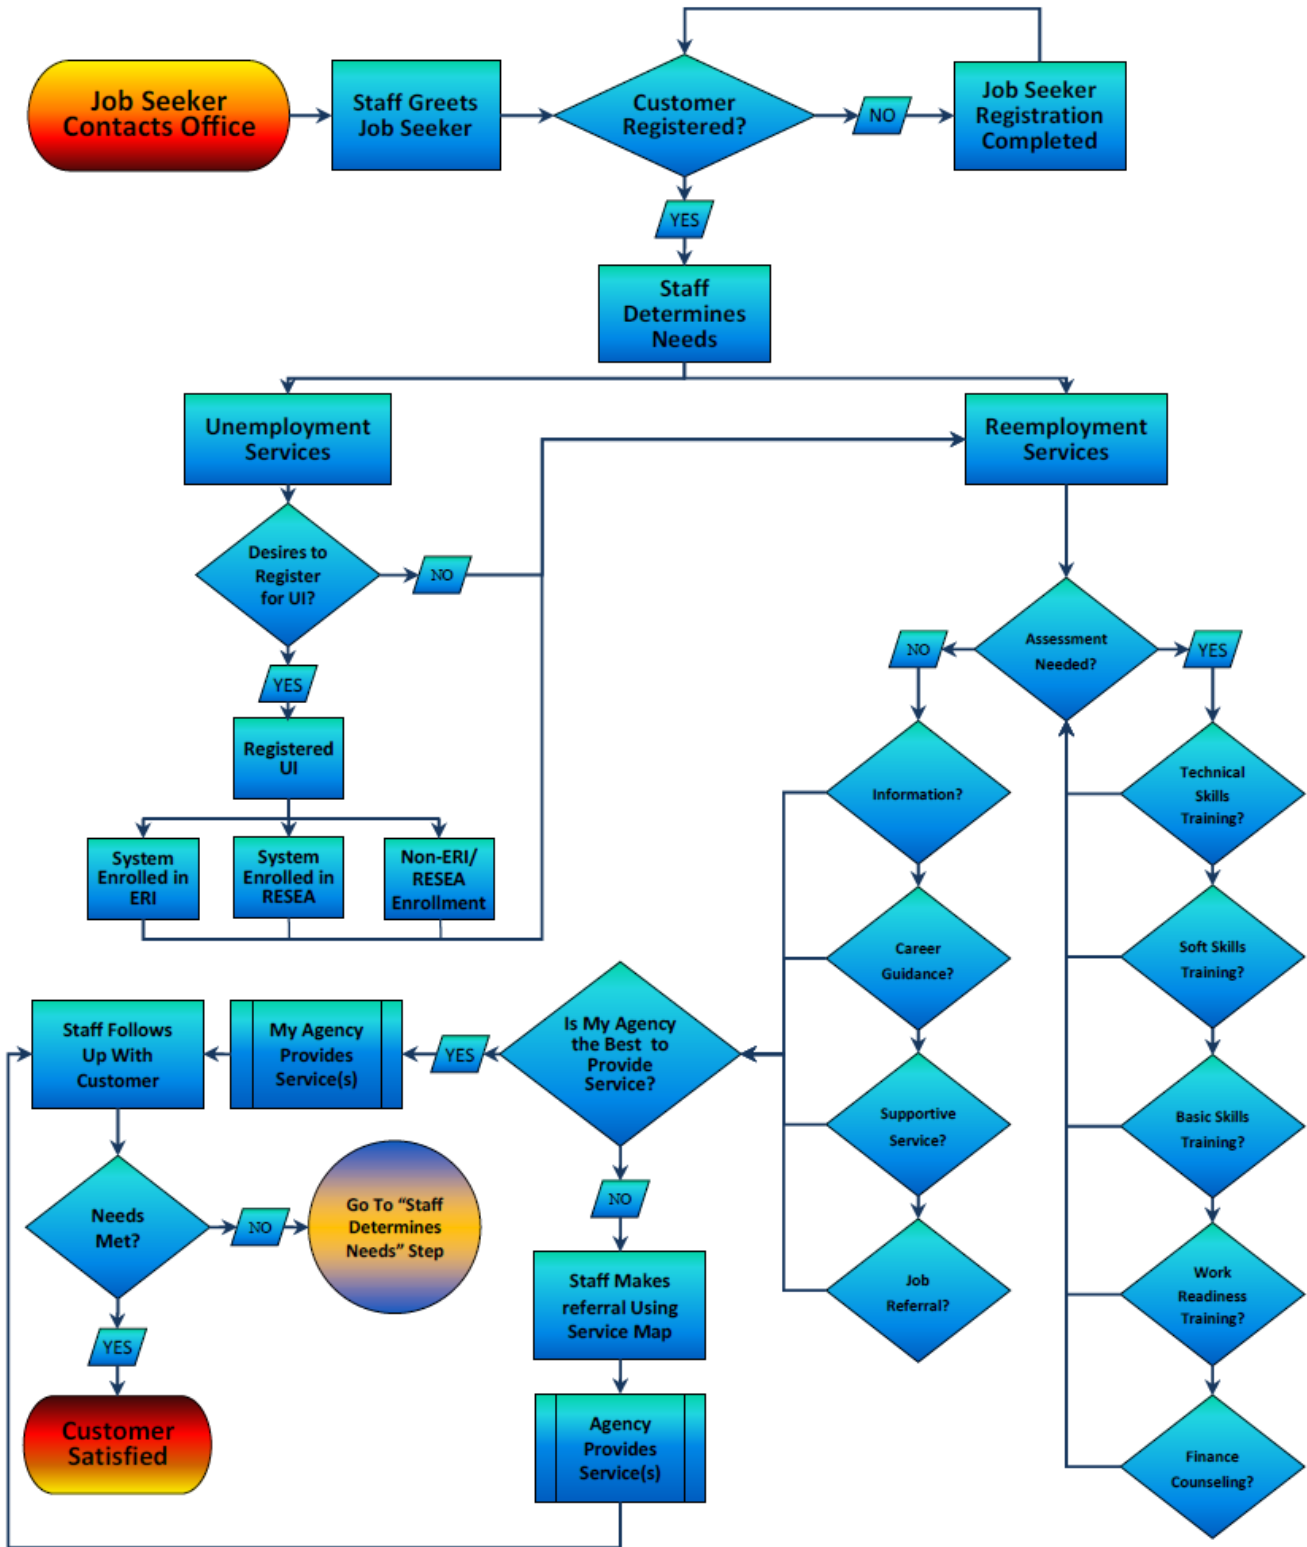 Job Seeker
Contacts Office
Staff Greets
Job Seeker
Customer
Registered?
NO
Job Seeker
Registration
Completed
YES
Staff
Determines
Needs
Unemployment
Services
Reemployment
Services
Desires to
Register
for UI?
NO
YES
Registered
UI
System
Enrolled in
ERI
System
Enrolled in
RESEA
Non-ERI/
RESEA
Enrollment
Assessment
Needed?
NO
YES
Information?
Career
Guidance?
Supportive
Service?
Job
Referral?
Technical
Skills
Training?
Soft Skills
Training?
Basic Skills
Training?
Work
Readiness
Training?
Finance
Counseling?
Is My Agency
the Best to
Provide
Service?
YES
My Agency
Provides
Service(s)
Staff Follows
Up With
Customer
NO
Staff Makes
referral Using
Service Map
Agency
Provides
Service(s)
Needs
Met?
NO
Go To “Staff
Determines
Needs” Step
YES
Customer
Satisfied